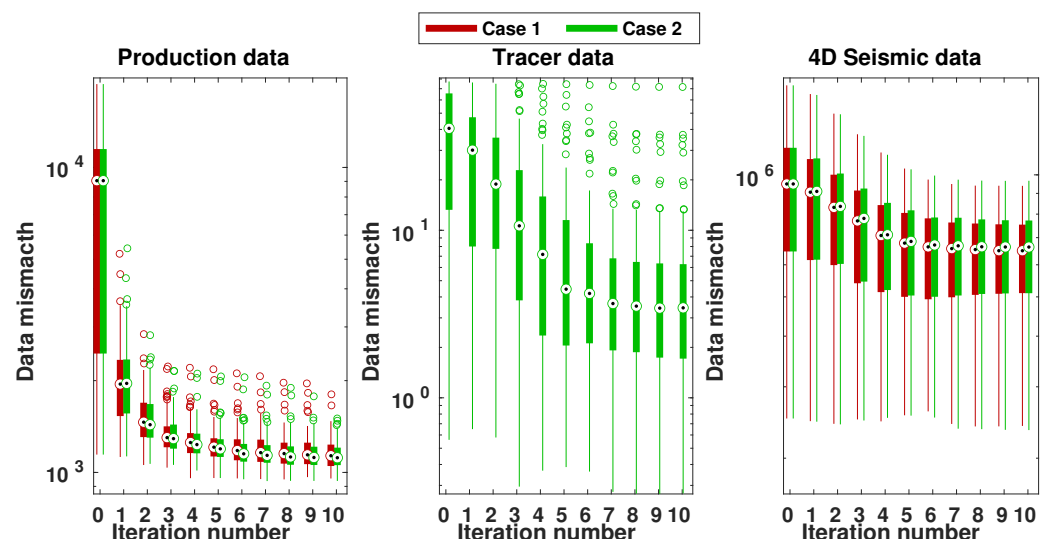 Case 1 Case 2
Production data Tracer data 4D Seismic data
Data mismacth
10^4
10^3
0 1 2 3 4 5 6 7 8 9 10
Iteration number
Data mismacth
10^1
10^0
0 1 2 3 4 5 6 7 8 9 10
Iteration number
Data mismacth
10^6
0 1 2 3 4 5 6 7 8 9 10
Iteration number